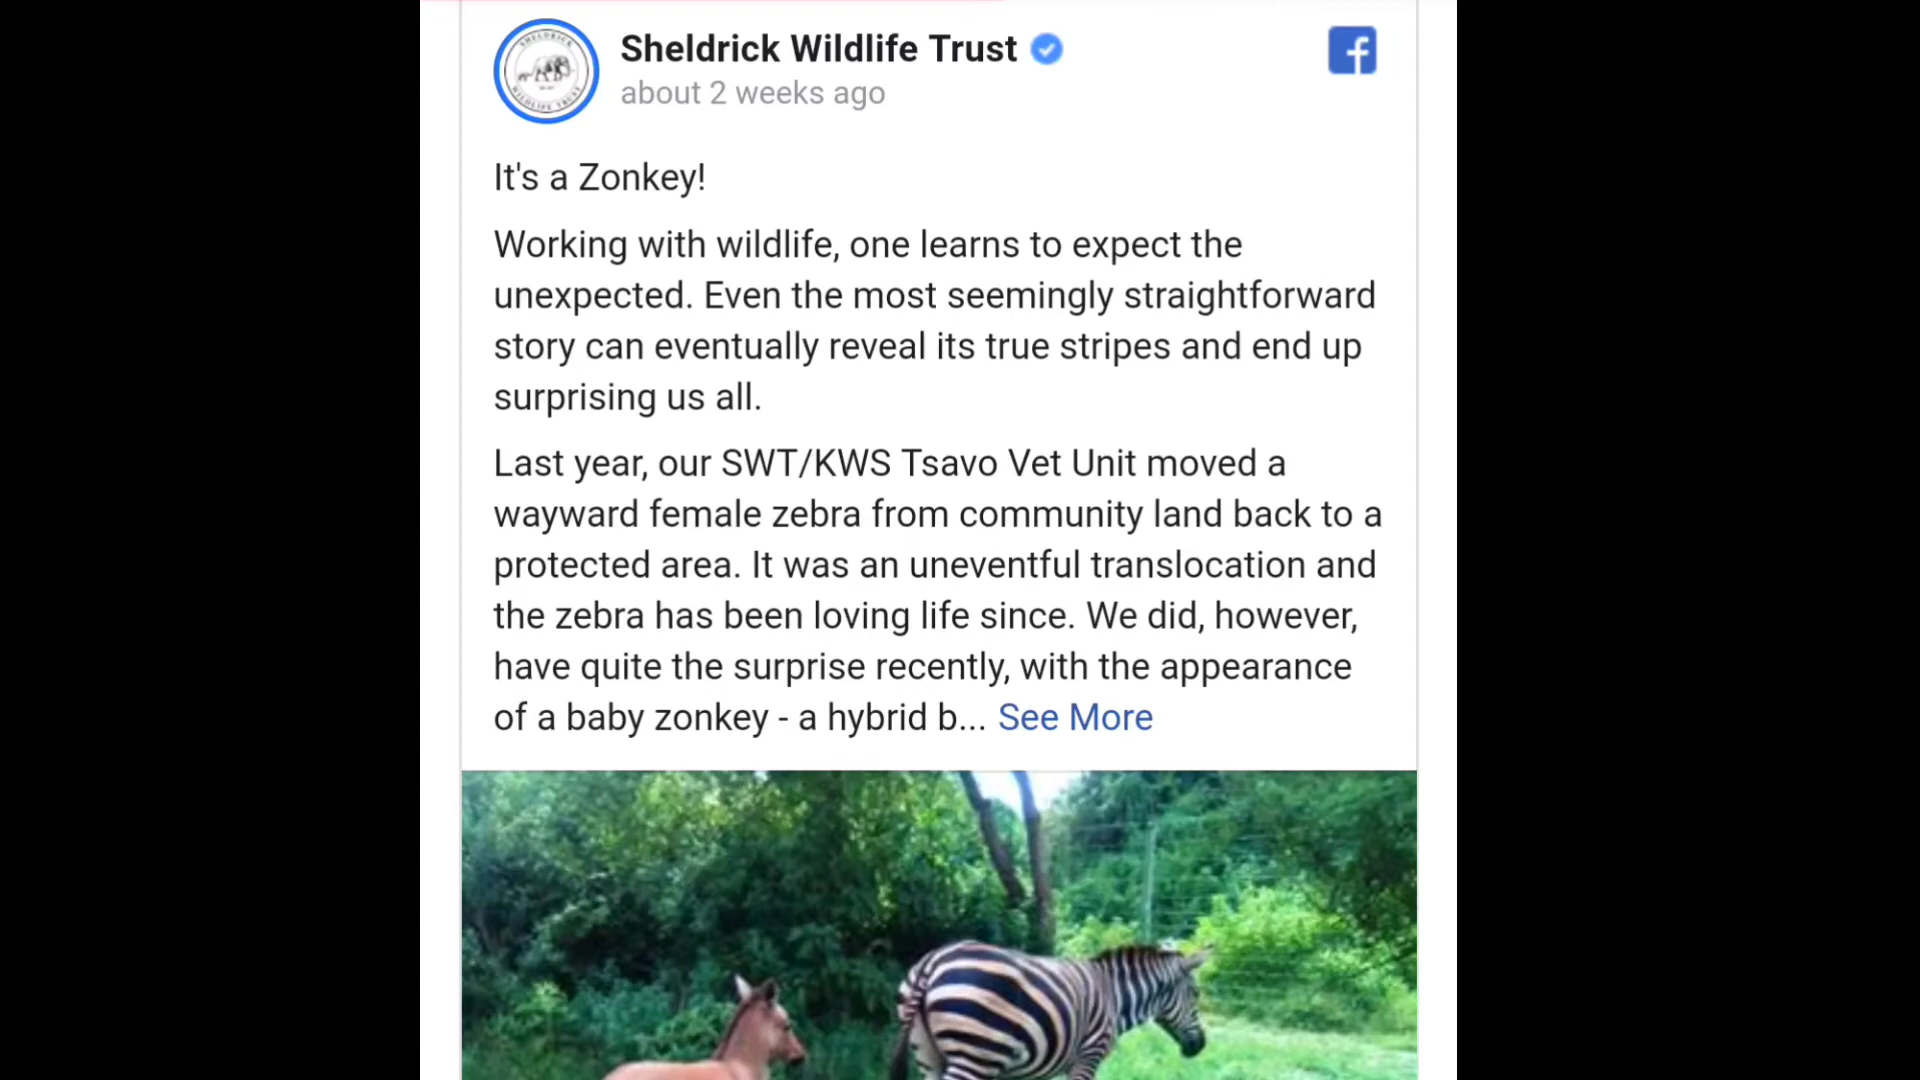 SHELDRICK
WILDLIFE TRUST
Sheldrick Wildlife Trust
about 2 weeks ago
It's a Zonkey!
Working with wildlife, one learns to expect the
unexpected. Even the most seemingly straightforward
story can eventually reveal its true stripes and end up
surprising us all.
Last year, our SWT/KWS Tsavo Vet Unit moved a
wayward female zebra from community land back to a
protected area. It was an uneventful translocation and
the zebra has been loving life since. We did, however,
have quite the surprise recently, with the appearance
of a baby zonkey - a hybrid b... See More